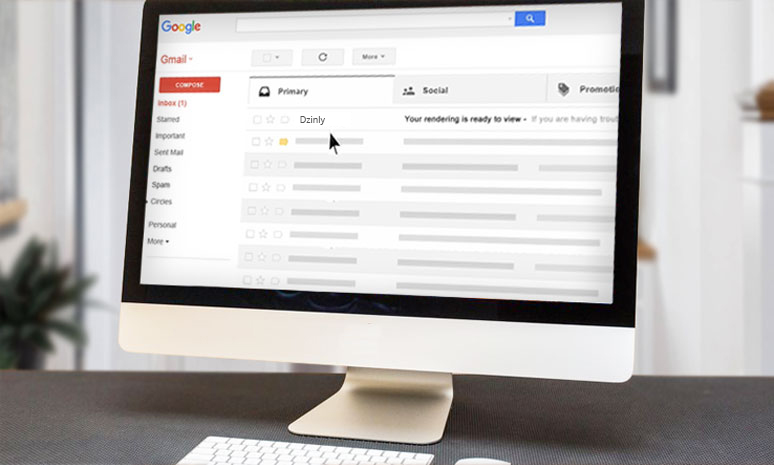 Google
Gmail
More
COMPOSE
Primary
Social
Promotio
Inbox (1)
Starred
Important
Sent Mail
Drafts
Spam
Circles
Personal
More
Dzinly
Your rendering is ready to view - If you are having trout